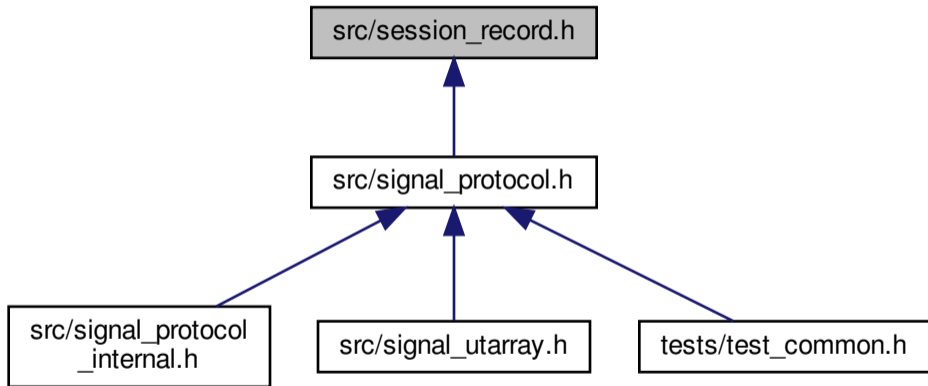 src/session_record.h
src/signal_protocol.h
src/signal_protocol
_internal.h
src/signal_utarray.h
tests/test_common.h